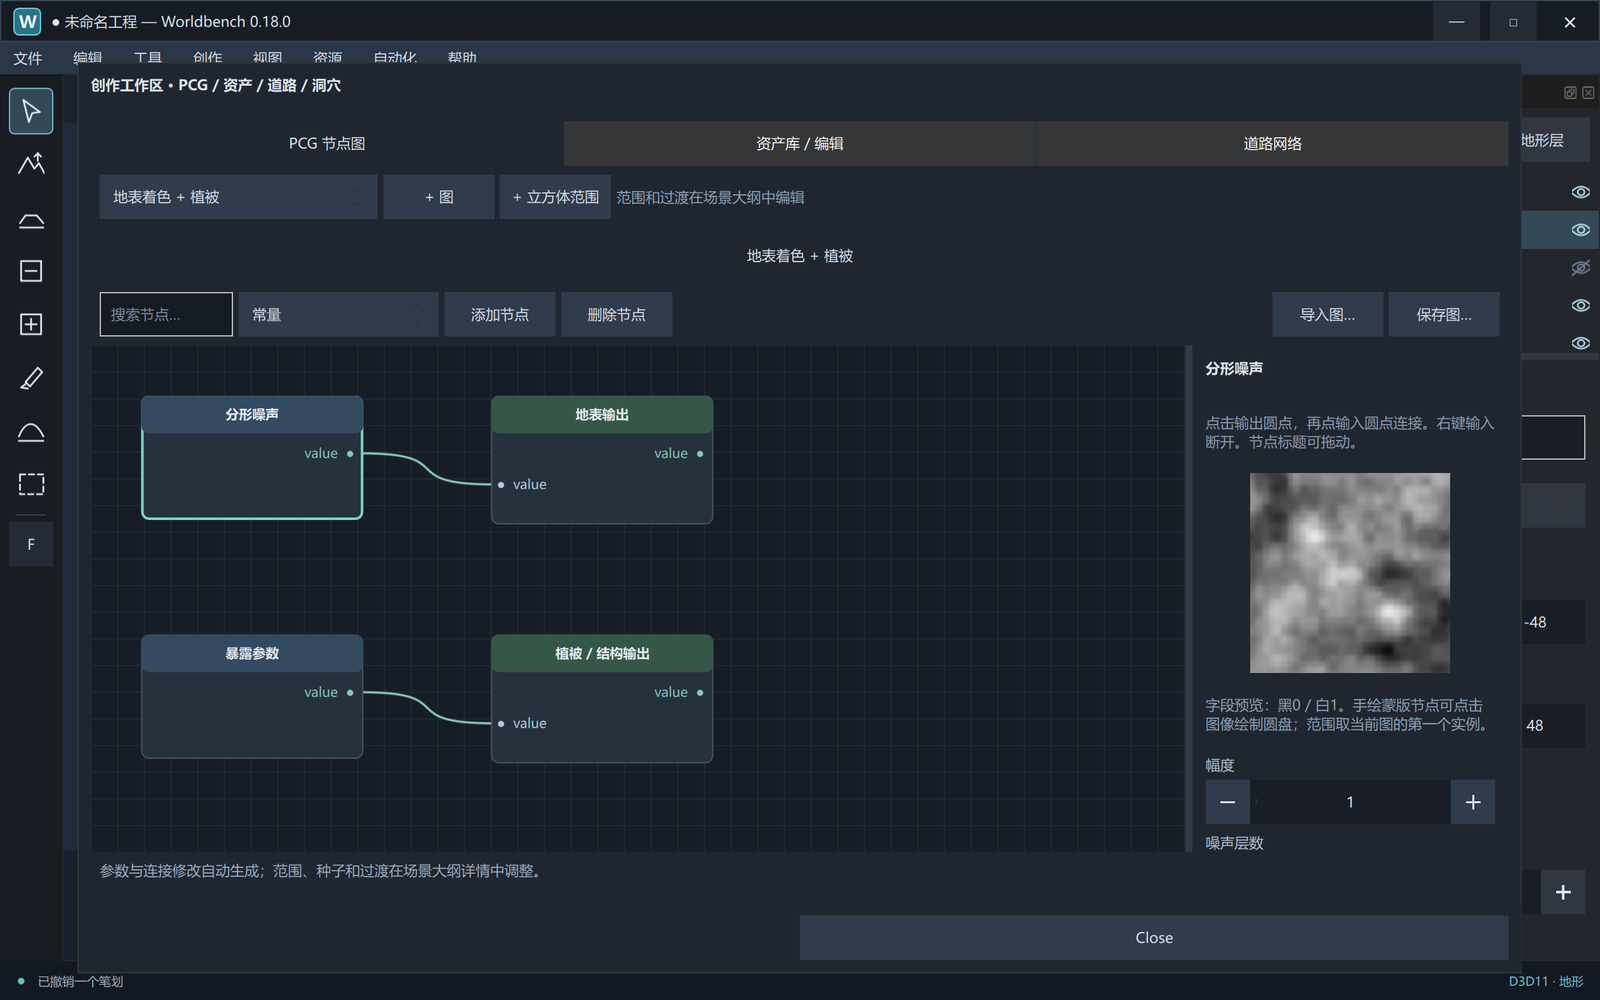 W ● 未命名工程 — Worldbench 0.18.0
文件 编辑 工具 创作 视图 资源 自动化 帮助
创作工作区 • PCG / 资产 / 道路 / 洞穴
PCG 节点图 资产库 / 编辑 道路网络
地形层
地表着色 + 植被 + 图 + 立方体范围 范围和过渡在场景大纲中编辑
地表着色 + 植被
搜索节点... 常量 添加节点 删除节点 导入图... 保存图...
分形噪声
value
地表输出
value
value
暴露参数
value
植被 / 结构输出
value
value
分形噪声
点击输出圆点，再点输入圆点连接。右键输入
断开。节点标题可拖动。
字段预览：黑0 / 白1。手绘蒙版节点可点击
图像绘制圆盘；范围取当前图的第一个实例。
幅度
− 1 +
噪声层数
F
-48
48
+
参数与连接修改自动生成；范围、种子和过渡在场景大纲详情中调整。
Close
● 已撤销一个笔划
D3D11 · 地形